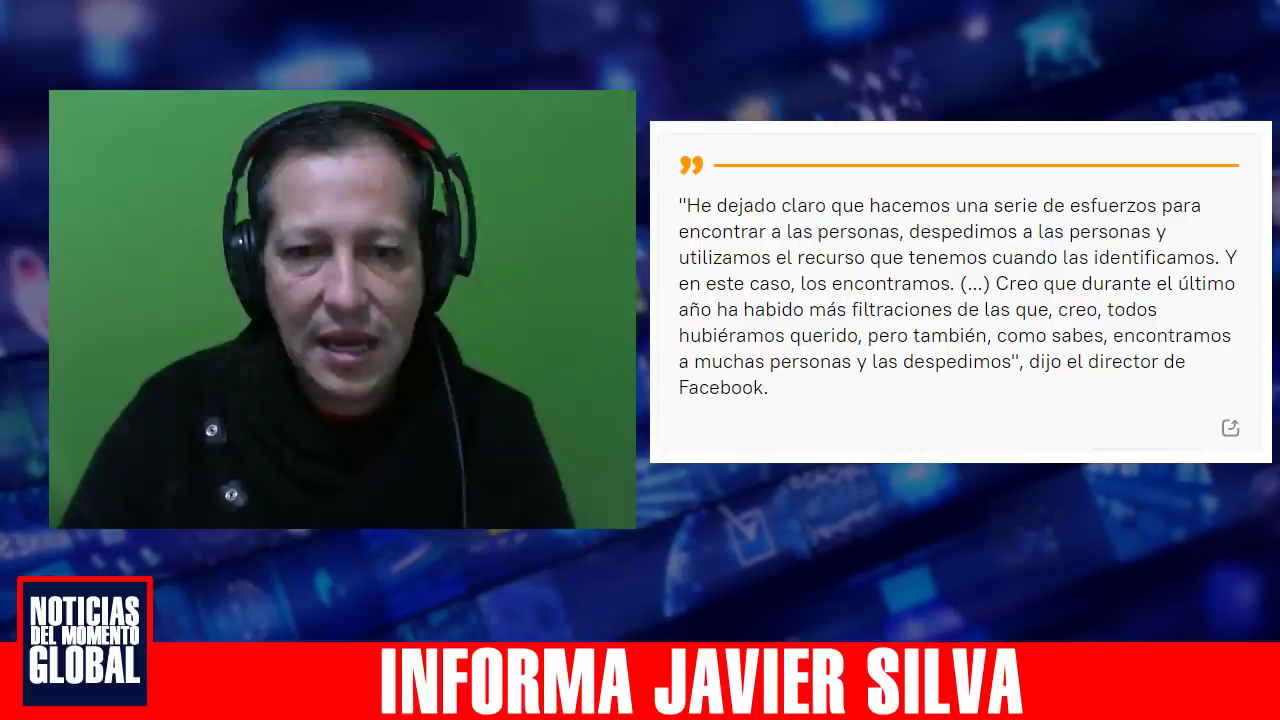 "He dejado claro que hacemos una serie de esfuerzos para
encontrar a las personas, despedimos a las personas y
utilizamos el recurso que tenemos cuando las identificamos. Y
en este caso, los encontramos. (...) Creo que durante el último
año ha habido más filtraciones de las que, creo, todos
hubiéramos querido, pero también, como sabes, encontramos
a muchas personas y las despedimos", dijo el director de
Facebook.
NOTICIAS
DEL MOMENTO
GLOBAL
INFORMA JAVIER SILVA